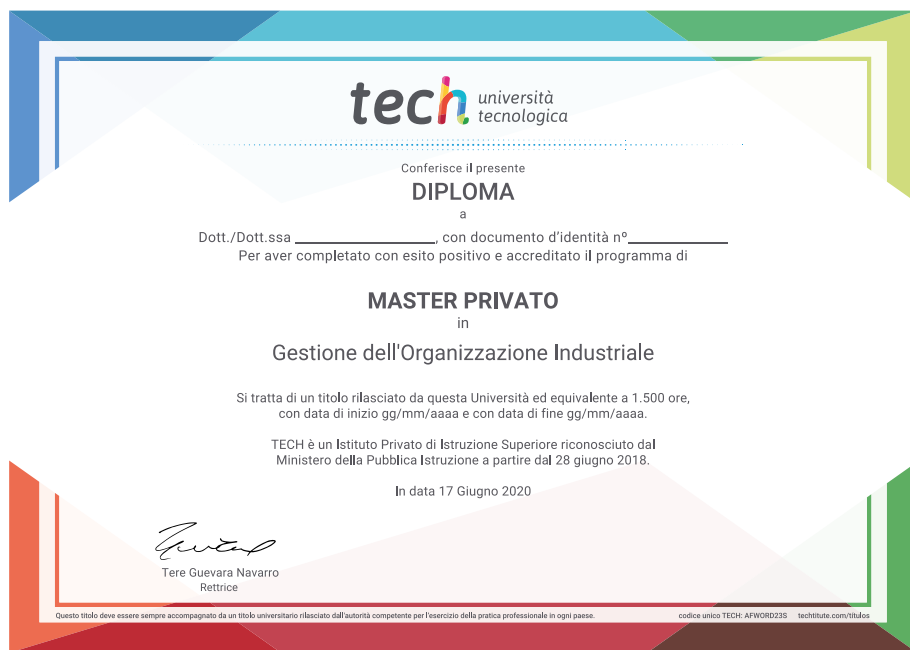 tech università
tecnologica
Conferisce il presente
DIPLOMA
a
Dott./Dott.ssa ________________, con documento d'identità nº____________
Per aver completato con esito positivo e accreditato il programma di
MASTER PRIVATO
in
Gestione dell'Organizzazione Industriale
Si tratta di un titolo rilasciato da questa Università ed equivalente a 1.500 ore,
con data di inizio gg/mm/aaaa e con data di fine gg/mm/aaaa.
TECH è un Istituto Privato di Istruzione Superiore riconosciuto dal
Ministero della Pubblica Istruzione a partire dal 28 giugno 2018.
In data 17 Giugno 2020
Tere Guevara Navarro
Rettrice
Questo titolo deve essere sempre accompagnato da un titolo universitario rilasciato dall'autorità competente per l'esercizio della pratica professionale in ogni paese. codice unico TECH: AFWORD23S techtitute.com/titulos